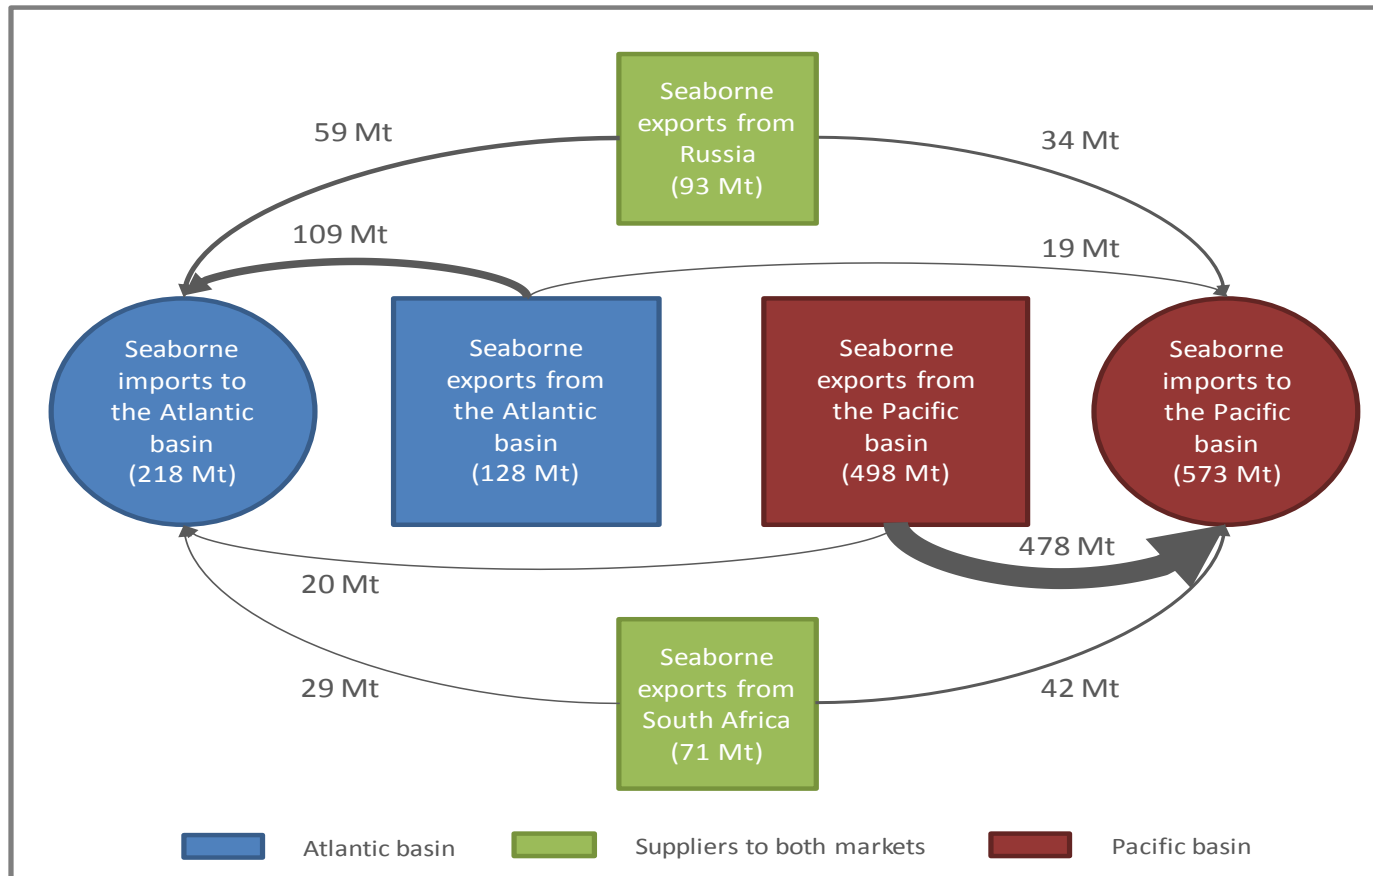 Seaborne
exports from
Russia
(93 Mt)
59 Mt
34 Mt
109 Mt
19 Mt
Seaborne
imports to
the Atlantic
basin
(218 Mt)
Seaborne
exports from
the Atlantic
basin
(128 Mt)
Seaborne
exports from
the Pacific
basin
(498 Mt)
Seaborne
imports to
the Pacific
basin
(573 Mt)
478 Mt
20 Mt
29 Mt
42 Mt
Seaborne
exports from
South Africa
(71 Mt)
Atlantic basin
Suppliers to both markets
Pacific basin